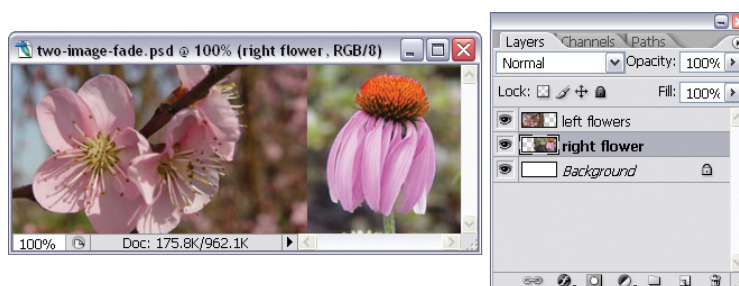 two-image-fade.psd @ 100% (right flower, RGB/8)
100% Doc: 175.8K/962.1K
Layers Channels Paths
Normal Opacity: 100%
Lock: Fill: 100%
left flowers
right flower
Background